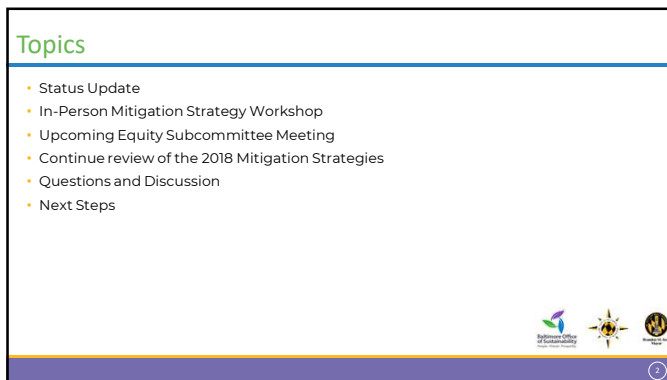 Topics
• Status Update
• In-Person Mitigation Strategy Workshop
• Upcoming Equity Subcommittee Meeting
• Continue review of the 2018 Mitigation Strategies
• Questions and Discussion
• Next Steps
Baltimore Office
of Sustainability
2